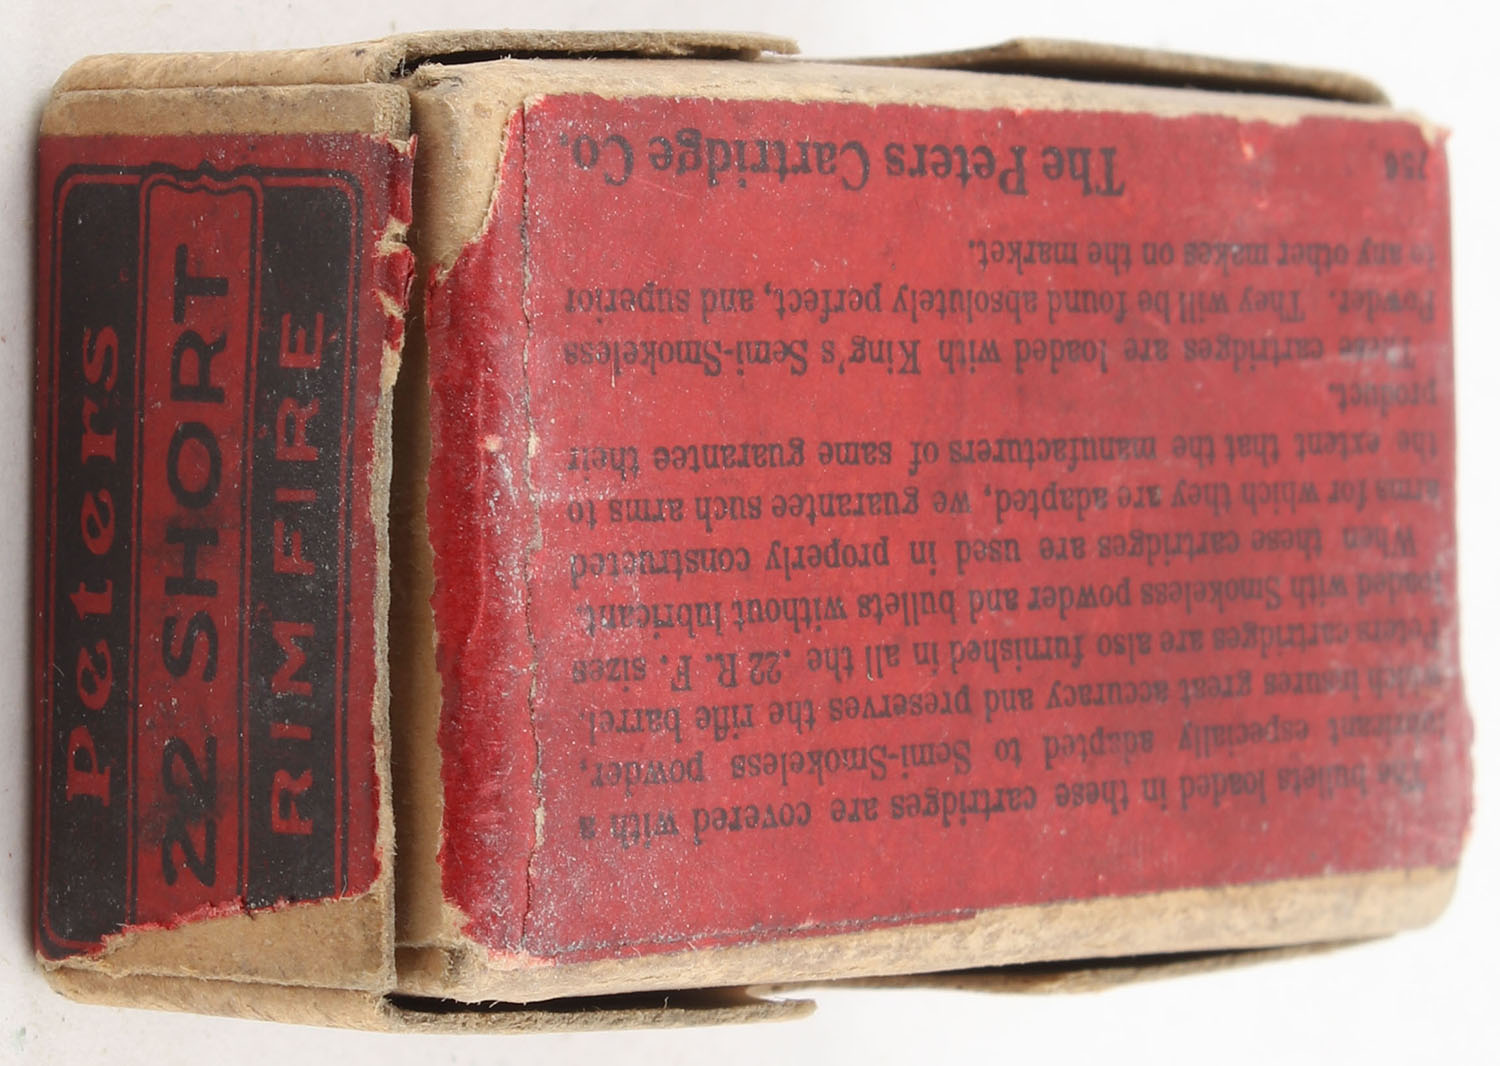 Peters
22 SHORT
RIMFIRE
The bullets loaded in these cartridges are covered with a
lubricant especially adapted to Semi-Smokeless powder,
which insures great accuracy and preserves the rifle barrel.
Peters cartridges are also furnished in all the .22 R. F. sizes
loaded with Smokeless powder and bullets without lubricant.
When these cartridges are used in properly constructed
arms for which they are adapted, we guarantee such arms to
the extent that the manufacturers of same guarantee their
product.
These cartridges are loaded with King's Semi-Smokeless
Powder. They will be found absolutely perfect, and superior
to any other makes on the market.
756 The Peters Cartridge Co.